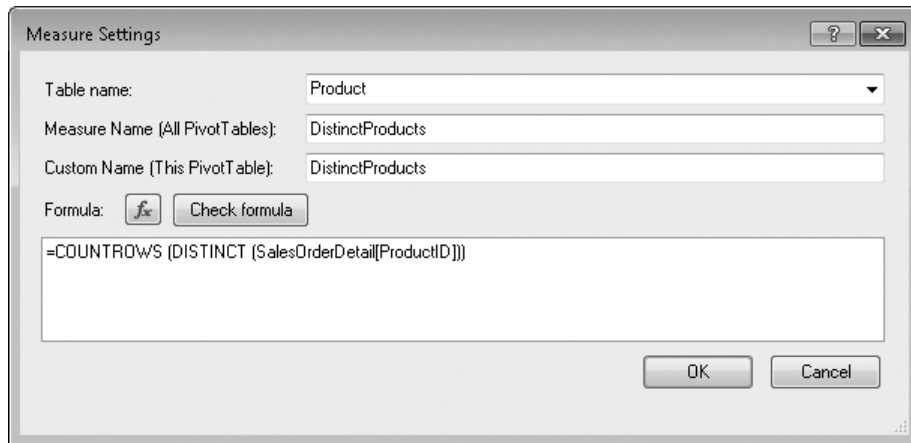 Measure Settings
Table name: Product
Measure Name (All PivotTables): DistinctProducts
Custom Name (This PivotTable): DistinctProducts
Formula: fx Check formula
=COUNTROWS (DISTINCT (SalesOrderDetail[ProductID]))
OK Cancel